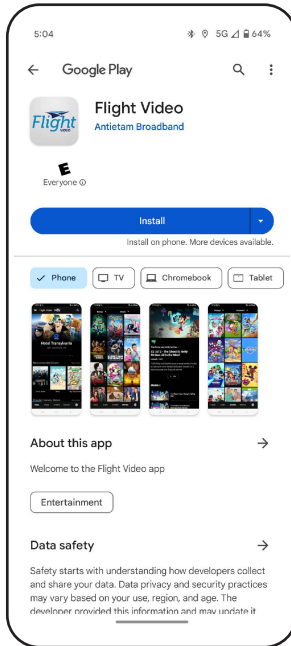 5:04 5G 64%
Google Play
Flight
VIDEO
Flight Video
Antietam Broadband
E
Everyone
Install
Install on phone. More devices available.
Phone TV Chromebook Tablet
Hotel Transylvania
About this app
Welcome to the Flight Video app
Entertainment
Data safety
Safety starts with understanding how developers collect
and share your data. Data privacy and security practices
may vary based on your use, region, and age. The
developer provided this information and may update it